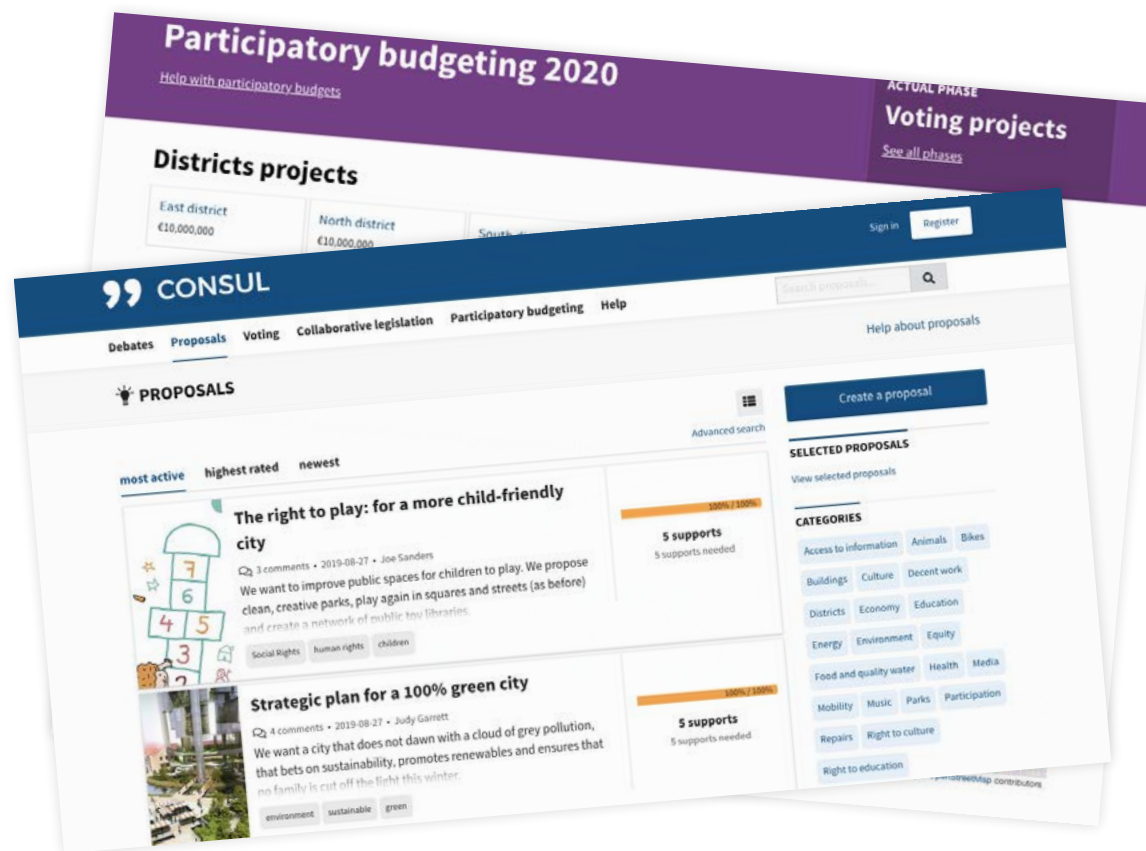 Participatory budgeting 2020
Help with participatory budgets
ACTUAL PHASE
Voting projects
See all phases
Districts projects
East district
€10,000,000
North district
€10,000,000
South
Sign in
Register
CONSUL
Debates
Proposals
Voting
Collaborative legislation
Participatory budgeting
Help
Search proposals...
Help about proposals
PROPOSALS
Create a proposal
Advanced search
most active
highest rated
newest
SELECTED PROPOSALS
View selected proposals
The right to play: for a more child-friendly
city
3 comments • 2019-08-27 • Joe Sanders
We want to improve public spaces for children to play. We propose
clean, creative parks, play again in squares and streets (as before)
and create a network of public toy libraries.
Social Rights
human rights
children
100% / 100%
5 supports
5 supports needed
7
6
4 5
3
2
CATEGORIES
Access to information Animals Bikes
Buildings Culture Decent work
Districts Economy Education
Energy Environment Equity
Food and quality water Health Media
Mobility Music Parks Participation
Repairs Right to culture
Right to education
Strategic plan for a 100% green city
4 comments • 2019-08-27 • Judy Garrett
We want a city that does not dawn with a cloud of grey pollution,
that bets on sustainability, promotes renewables and ensures that
no family is cut off the light this winter.
environment
sustainable
green
100% / 100%
5 supports
5 supports needed
contributors